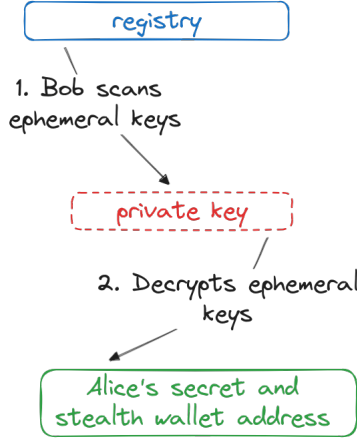 registry
1. Bob scans
ephemeral keys
private key
2. Decrypts ephemeral
keys
Alice's secret and
stealth wallet address